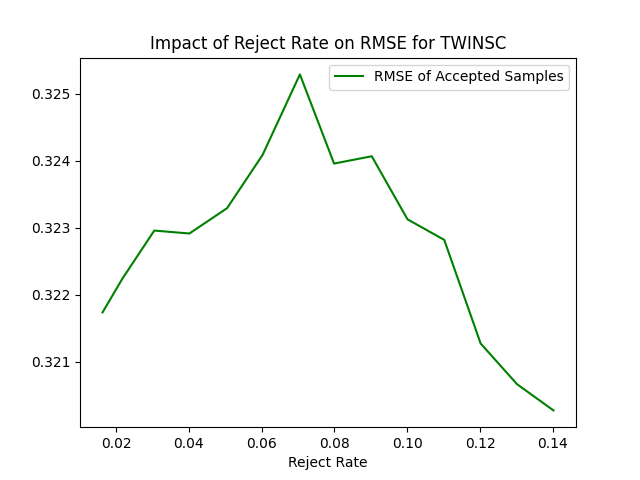 Impact of Reject Rate on RMSE for TWINSC
RMSE of Accepted Samples
0.325
0.324
0.323
0.322
0.321
0.02 0.04 0.06 0.08 0.10 0.12 0.14
Reject Rate